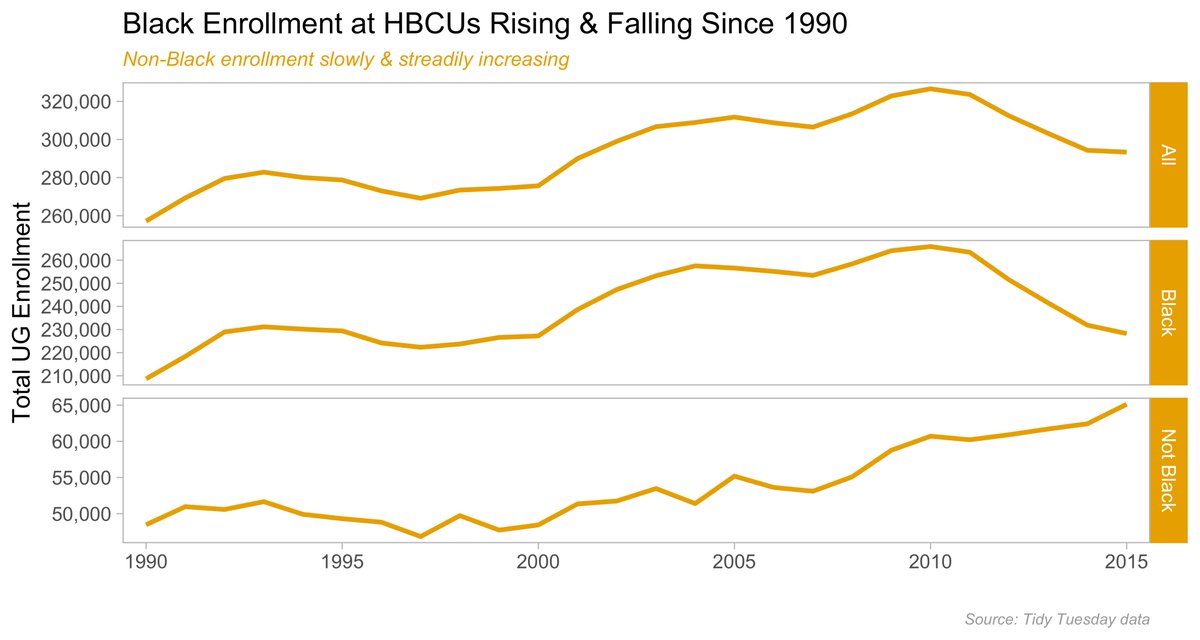 Black Enrollment at HBCUs Rising & Falling Since 1990
Non-Black enrollment slowly & streadily increasing
Total UG Enrollment
320,000
300,000
280,000
260,000
All
260,000
250,000
240,000
230,000
220,000
210,000
Black
65,000
60,000
55,000
50,000
Not Black
1990 1995 2000 2005 2010 2015
Source: Tidy Tuesday data